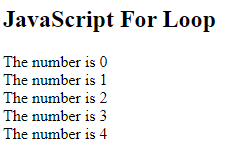 JavaScript For Loop
The number is 0
The number is 1
The number is 2
The number is 3
The number is 4